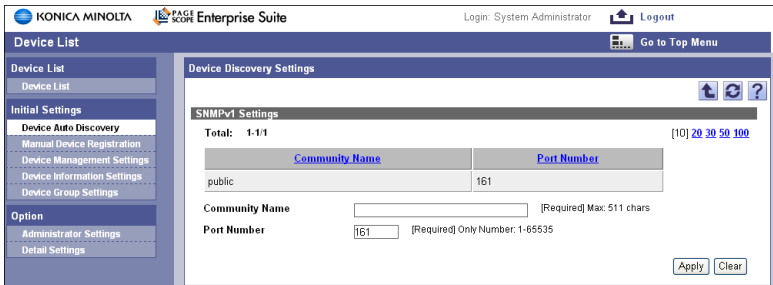 KONICA MINOLTA PAGE SCOPE Enterprise Suite Login: System Administrator Logout
Device List Go to Top Menu
Device List
Device List
Initial Settings
Device Auto Discovery
Manual Device Registration
Device Management Settings
Device Information Settings
Device Group Settings
Option
Administrator Settings
Detail Settings
Device Discovery Settings
?
SNMPv1 Settings
Total: 1-1/1 [10] 20 30 50 100
Community Name Port Number
public 161
Community Name [Required] Max: 511 chars
Port Number 161 [Required] Only Number: 1-65535
Apply Clear